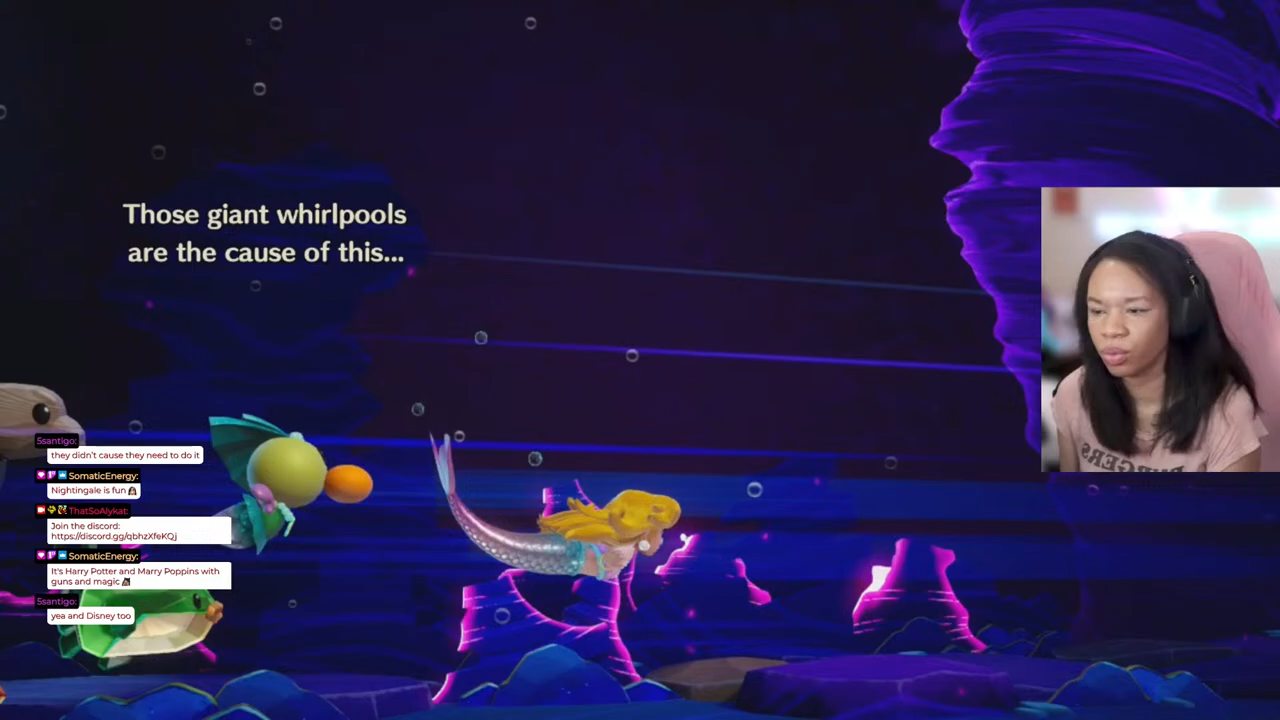 Those giant whirlpools
are the cause of this...
5santigo:
they didn't cause they need to do it
SomaticEnergy:
Nightingale is fun
ThatSoAlykat:
Join the discord:
https://discord.gg/qbhzXfeKQj
SomaticEnergy:
It's Harry Potter and Marry Poppins with
guns and magic
5santigo:
yea and Disney too